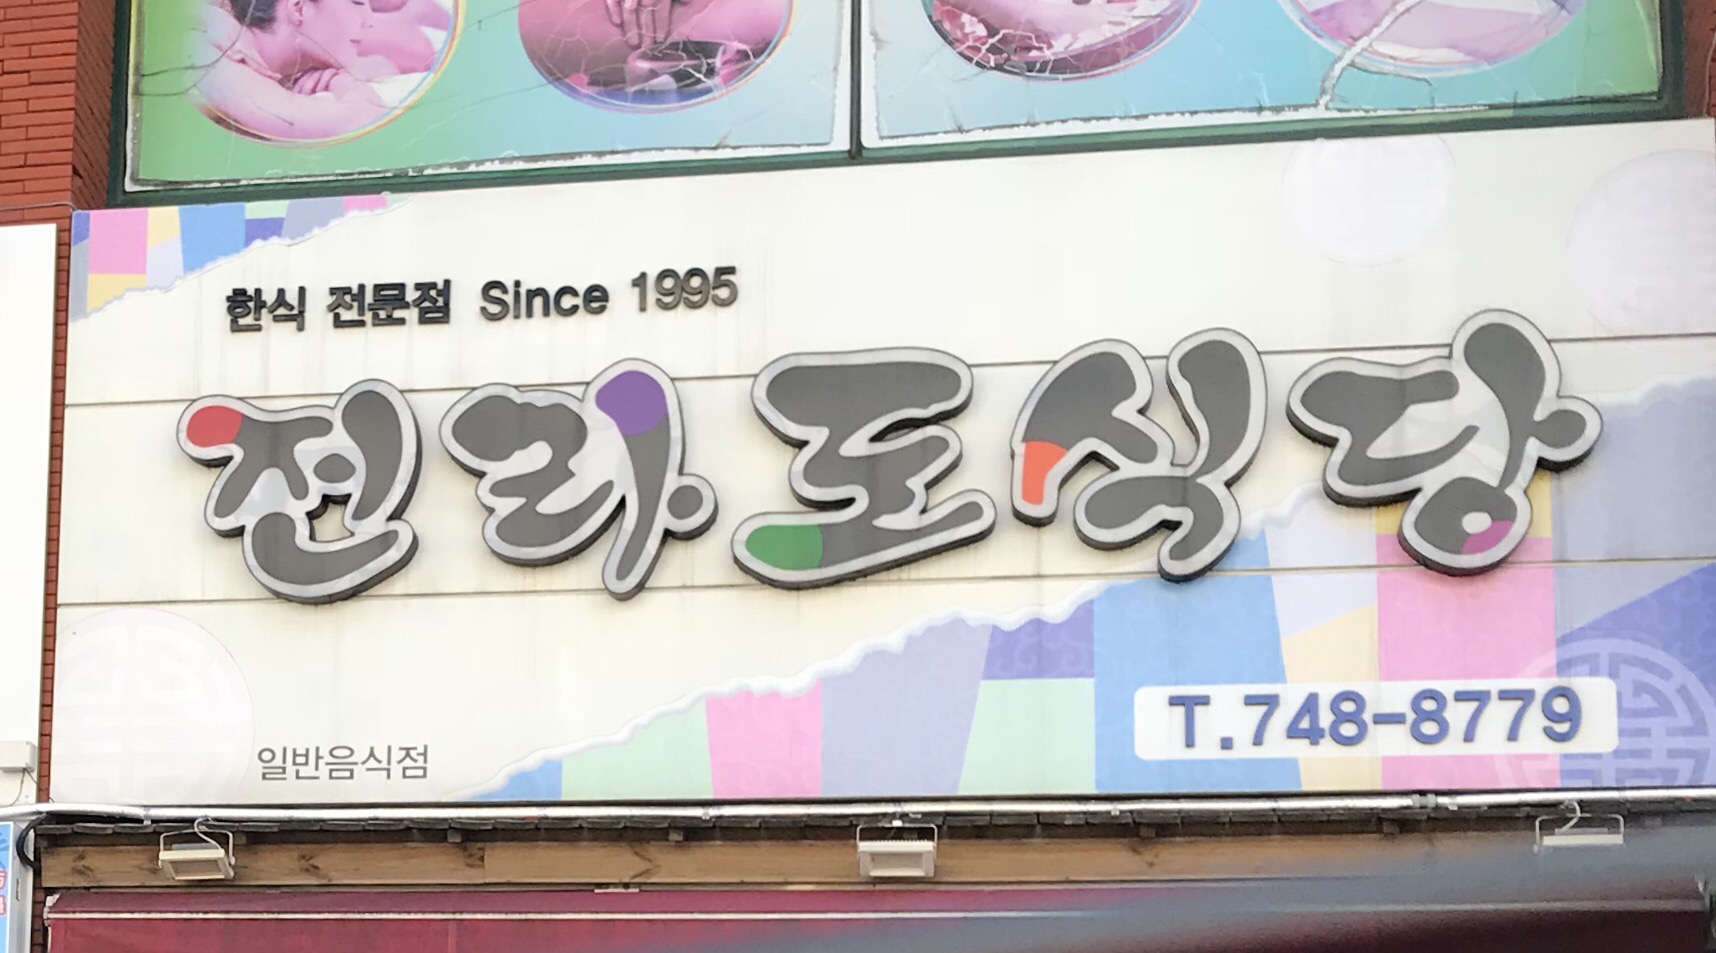 한식 전문점 Since 1995
전라도식당
일반음식점
T.748-8779